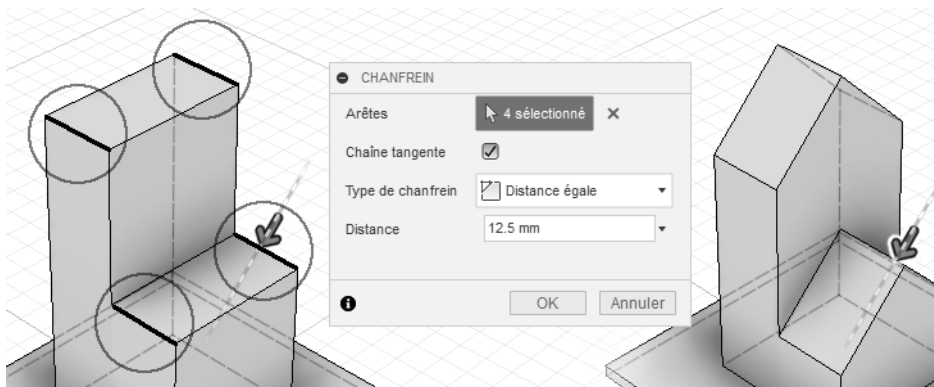 CHANFREIN
Arêtes 4 sélectionné
Chaîne tangente
Type de chanfrein Distance égale
Distance 12.5 mm
OK Annuler